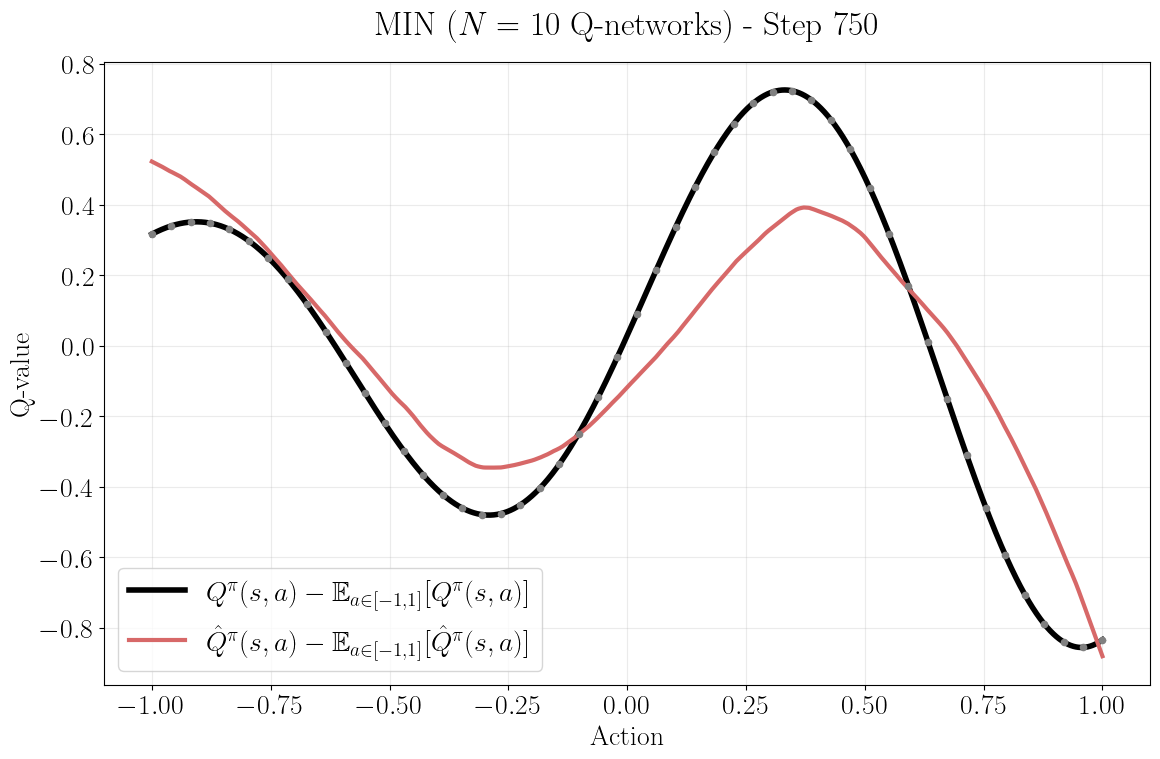 MIN (N = 10 Q-networks) - Step 750
Q-value
0.8
0.6
0.4
0.2
0.0
−0.2
−0.4
−0.6
−0.8
Q^π(s, a) − 𝔼_{a∈[−1,1]}[Q^π(s, a)]
Q̂^π(s, a) − 𝔼_{a∈[−1,1]}[Q̂^π(s, a)]
−1.00 −0.75 −0.50 −0.25 0.00 0.25 0.50 0.75 1.00
Action